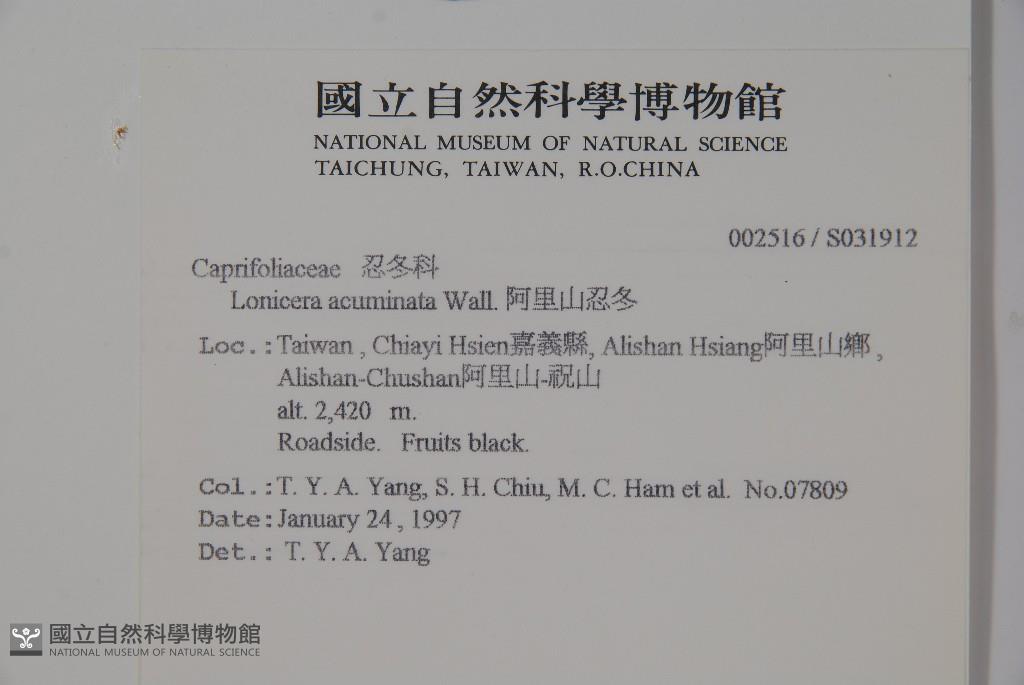 國立自然科學博物館
NATIONAL MUSEUM OF NATURAL SCIENCE
TAICHUNG, TAIWAN, R.O.CHINA
002516 / S031912
Caprifoliaceae 忍冬科
Lonicera acuminata Wall. 阿里山忍冬
Loc.:Taiwan , Chiayi Hsien嘉義縣, Alishan Hsiang阿里山鄉 ,
Alishan-Chushan阿里山-祝山
alt. 2,420 m.
Roadside. Fruits black.
Col.:T. Y. A. Yang, S. H. Chiu, M. C. Ham et al. No.07809
Date:January 24 , 1997
Det.: T. Y. A. Yang
國立自然科學博物館
NATIONAL MUSEUM OF NATURAL SCIENCE